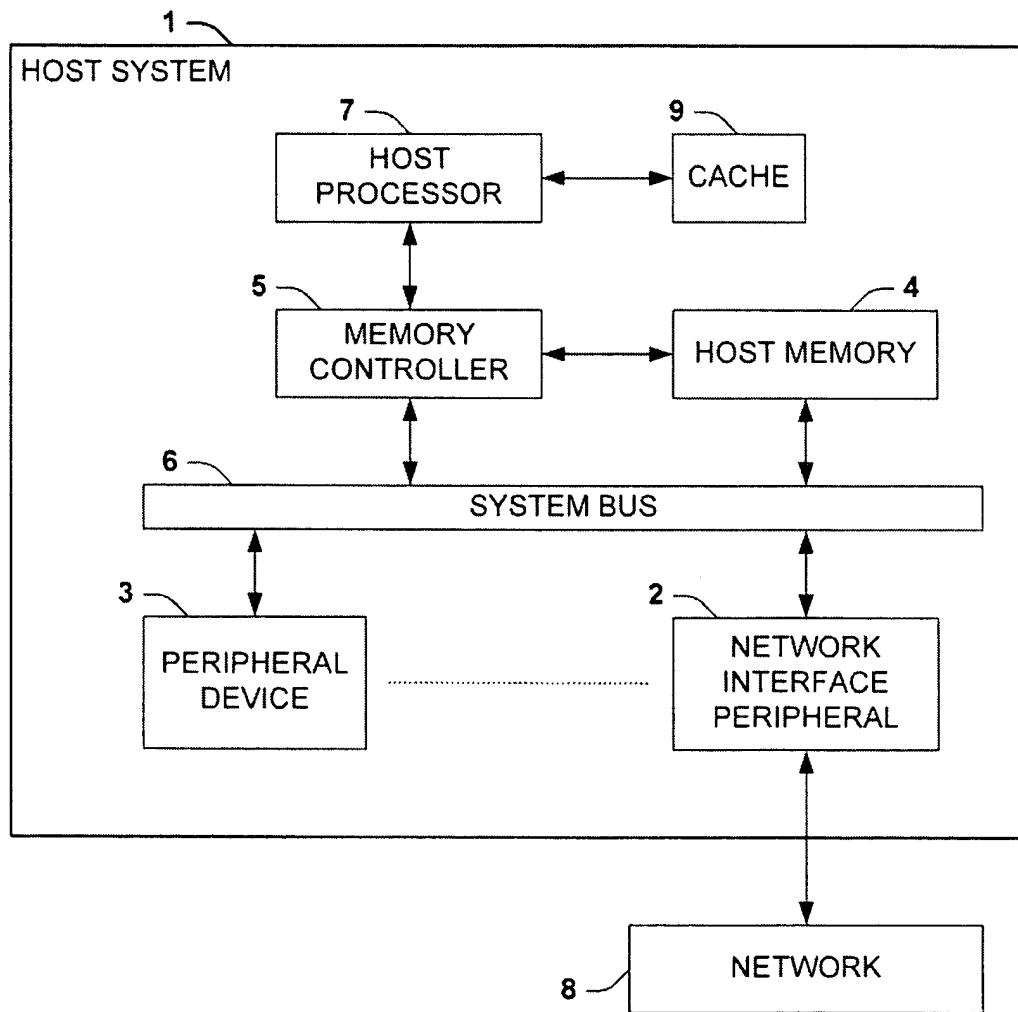 1
HOST SYSTEM
7
9
HOST
PROCESSOR
CACHE
5
4
MEMORY
CONTROLLER
HOST MEMORY
6
SYSTEM BUS
3
2
PERIPHERAL
DEVICE
NETWORK
INTERFACE
PERIPHERAL
NETWORK
8